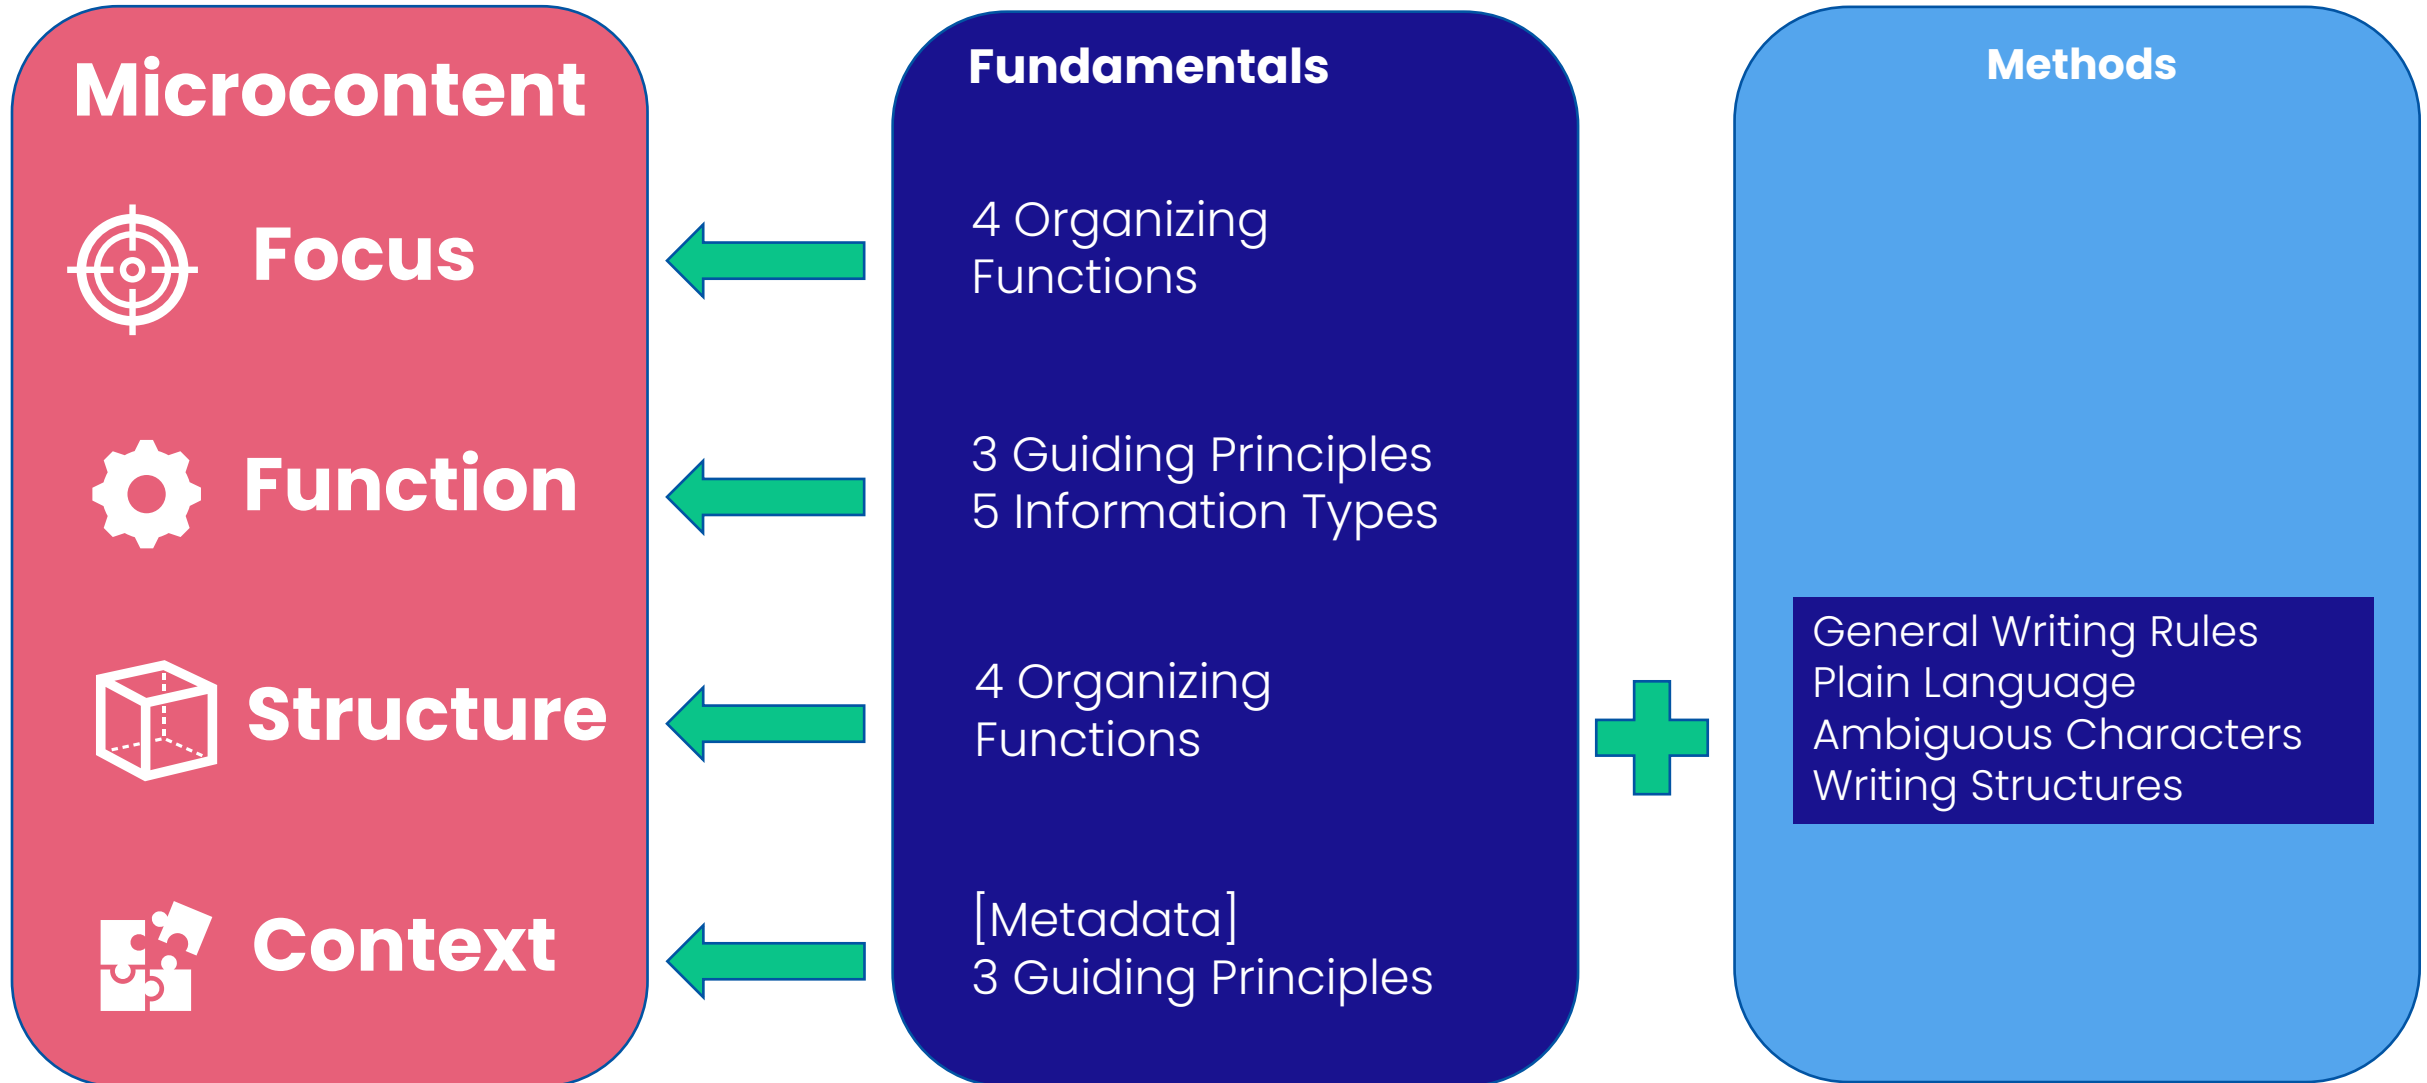 Microcontent
Focus
Function
Structure
Context
Fundamentals
4 Organizing
Functions
3 Guiding Principles
5 Information Types
4 Organizing
Functions
[Metadata]
3 Guiding Principles
Methods
General Writing Rules
Plain Language
Ambiguous Characters
Writing Structures